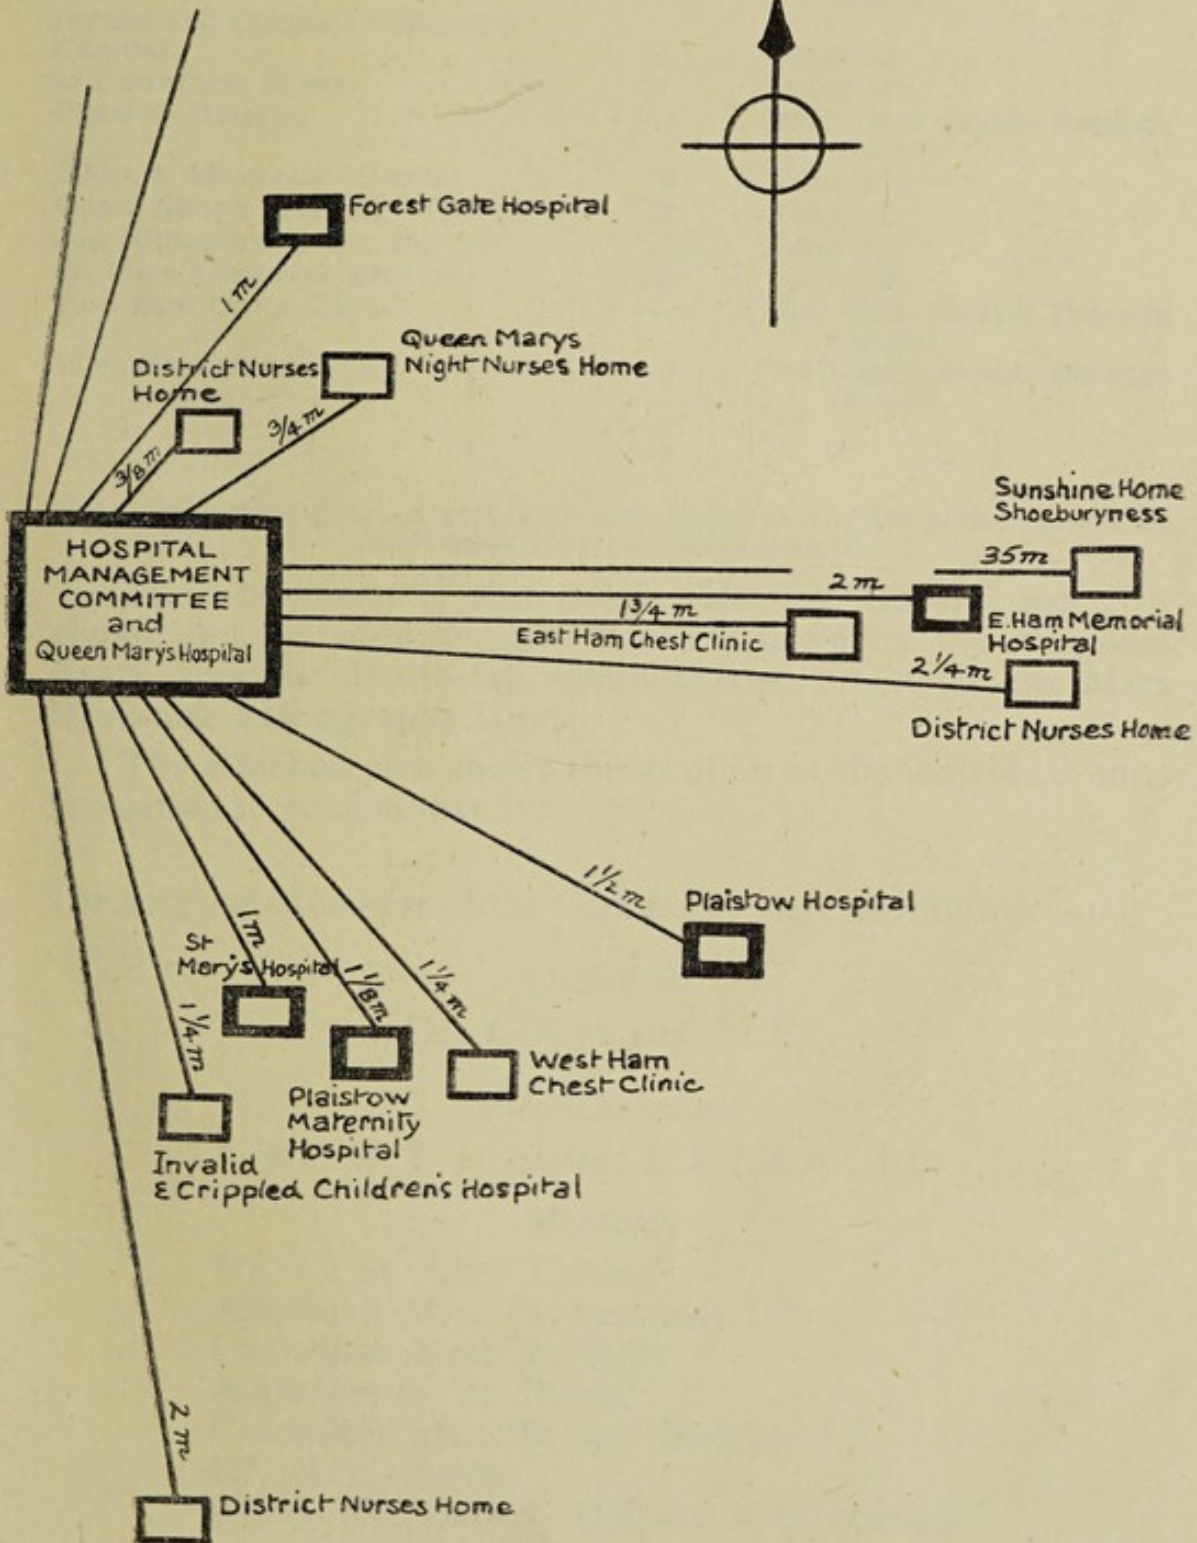 Forest Gate Hospital
1 m
Queen Marys
Night Nurses Home
District Nurses
Home
3/4 m
3/8 m
Sunshine Home
Shoeburyness
HOSPITAL
MANAGEMENT
COMMITTEE
and
Queen Mary's Hospital
35 m
2 m
1 3/4 m
E. Ham Memorial
Hospital
East Ham Chest Clinic
2 1/4 m
District Nurses Home
1 1/2 m
Plaistow Hospital
1 m
St
Mary's Hospital
1 1/8 m
1 1/4 m
1 1/4 m
West Ham
Chest Clinic
Plaistow
Maternity
Hospital
Invalid
& Crippled Children's Hospital
2 m
District Nurses Home